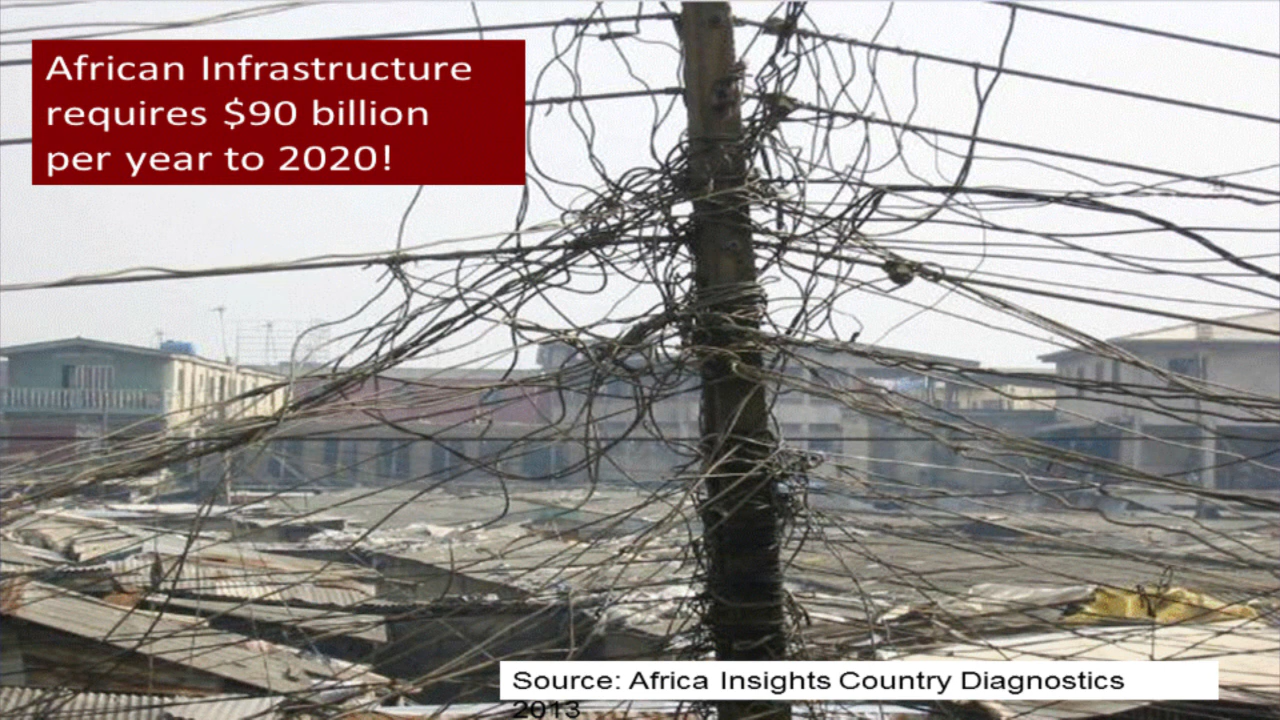 African Infrastructure
requires $90 billion
per year to 2020!
Source: Africa Insights Country Diagnostics
2013